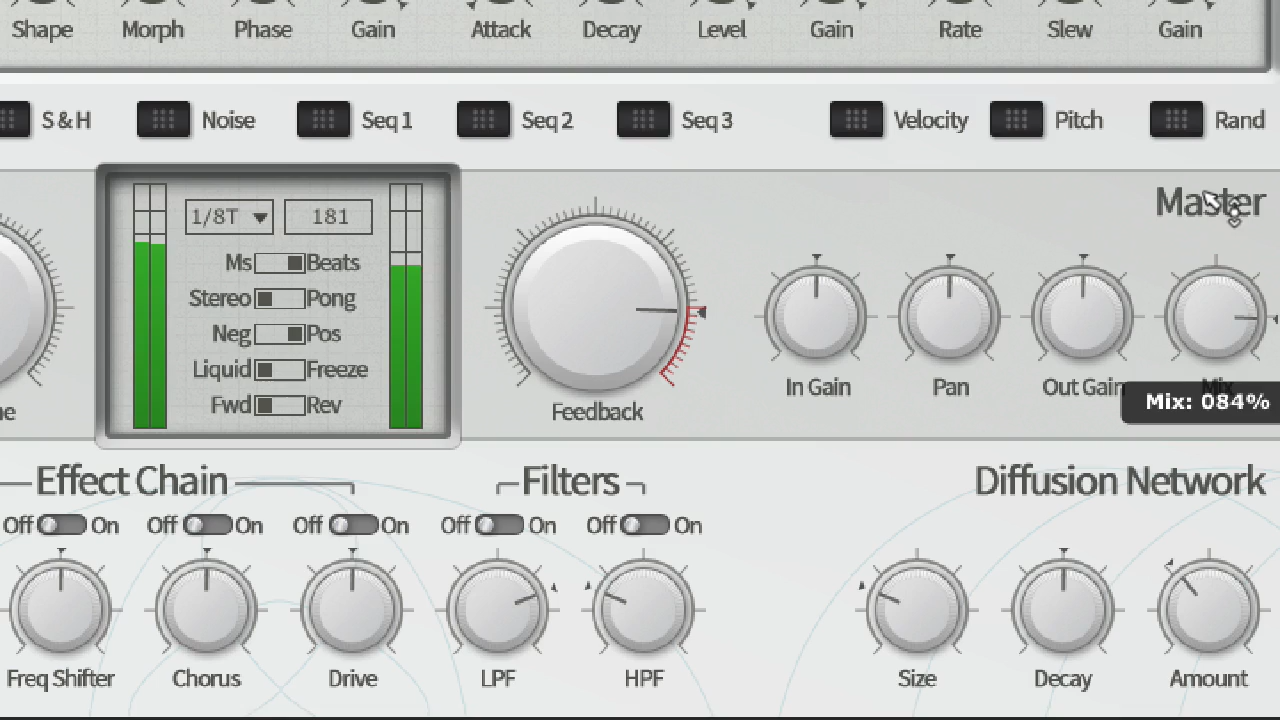 Shape Morph Phase Gain Attack Decay Level Gain Rate Slew Gain
S & H Noise Seq 1 Seq 2 Seq 3 Velocity Pitch Rand
Master
1/8T 181
Ms Beats
Stereo Pong
Neg Pos
Liquid Freeze
Fwd Rev
Feedback
In Gain Pan Out Gain Mix
Mix: 084%
Effect Chain Filters Diffusion Network
Off On Off On Off On Off On Off On
Freq Shifter Chorus Drive LPF HPF Size Decay Amount